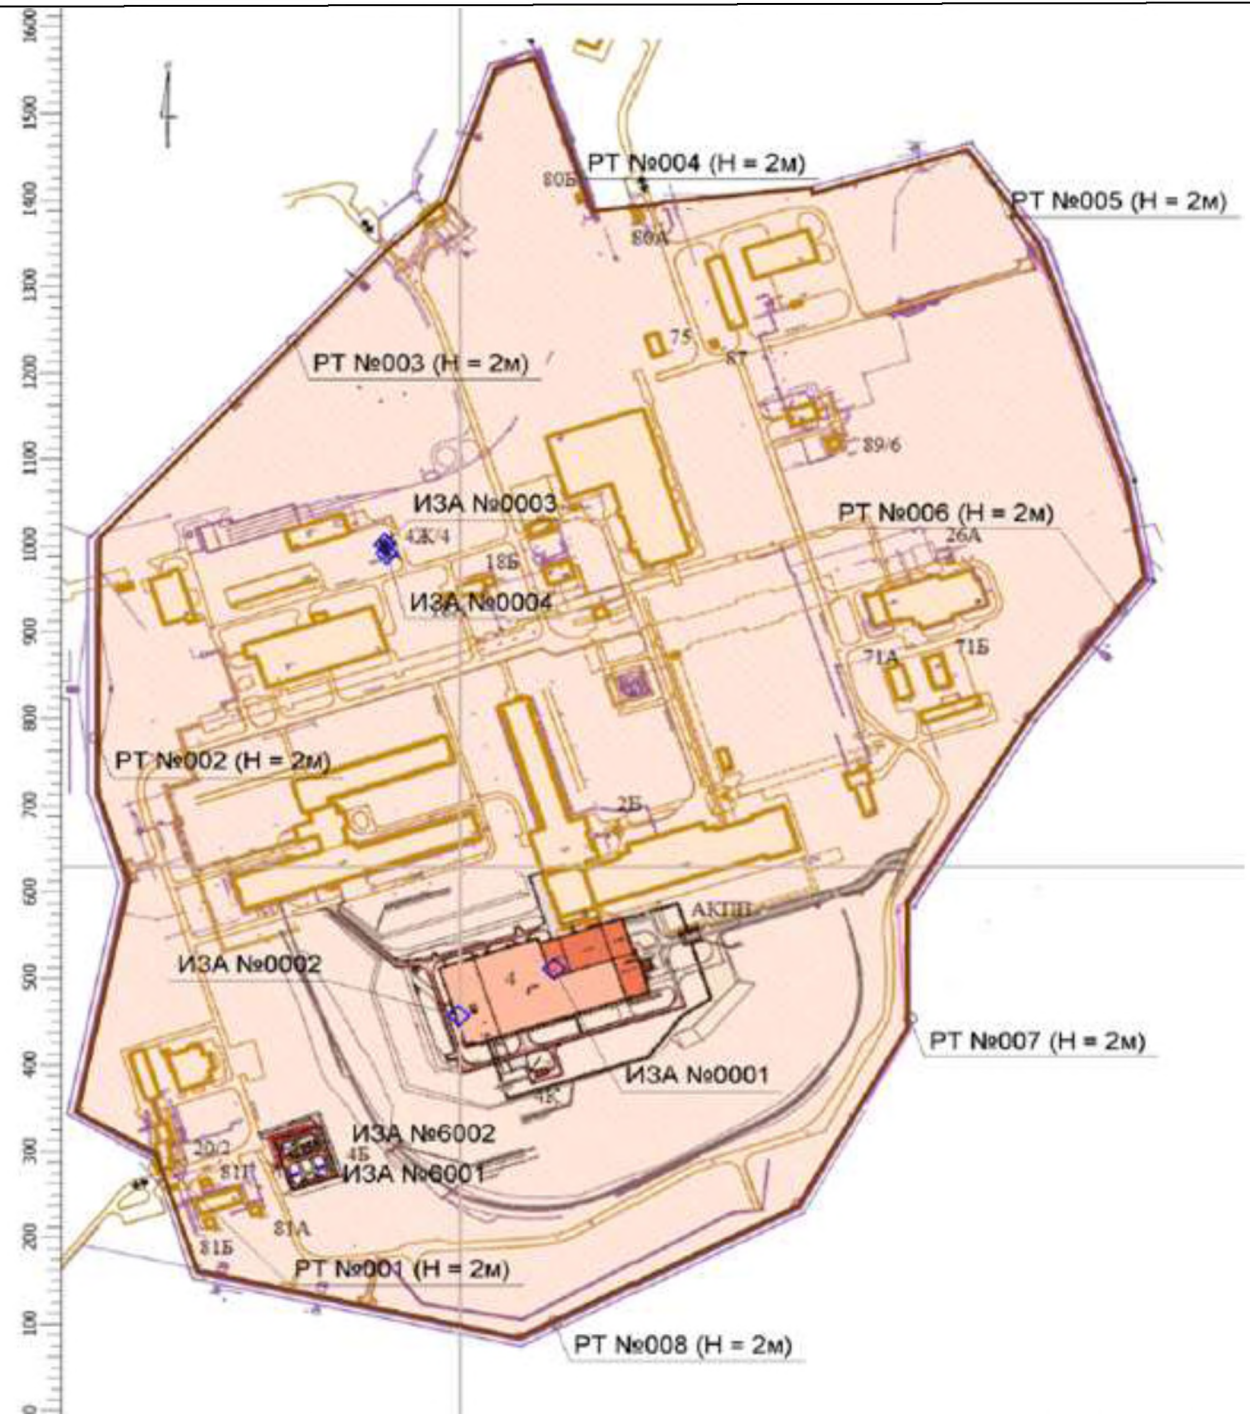 1600
1500
РТ №004 (Н = 2м)
80Б
1400
РТ №005 (Н = 2м)
80А
1300
75
87
РТ №003 (Н = 2м)
1200
89/6
1100
ИЗА №0003
РТ №006 (Н = 2м)
26А
1000
18Б
ИЗА №0004
900
71А
71Б
800
РТ №002 (Н = 2м)
2Б
700
600
АКПП
ИЗА №0002
4
500
РТ №007 (Н = 2м)
ИЗА №0001
400
4К
ИЗА №6002
20/2
4Б
300
81Г
ИЗА №6001
81А
200
81Б
РТ №001 (Н = 2м)
100
РТ №008 (Н = 2м)
0